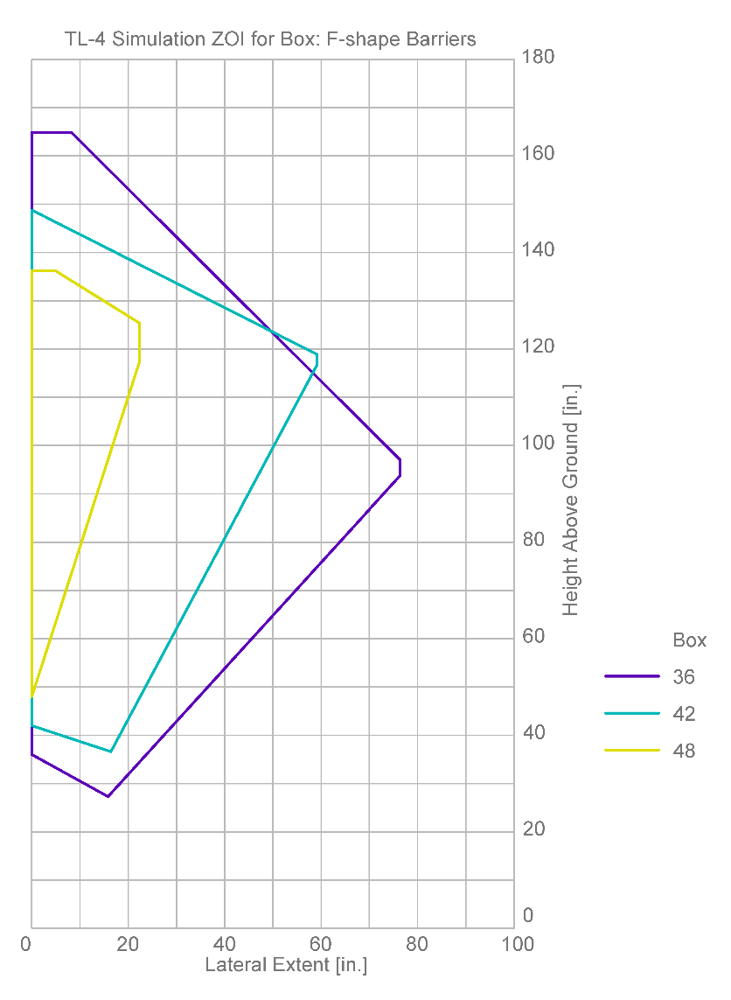 TL-4 Simulation ZOI for Box: F-shape Barriers
180
160
140
120
100
80
60
40
20
0
Height Above Ground [in.]
0 20 40 60 80 100
Lateral Extent [in.]
Box
36
42
48